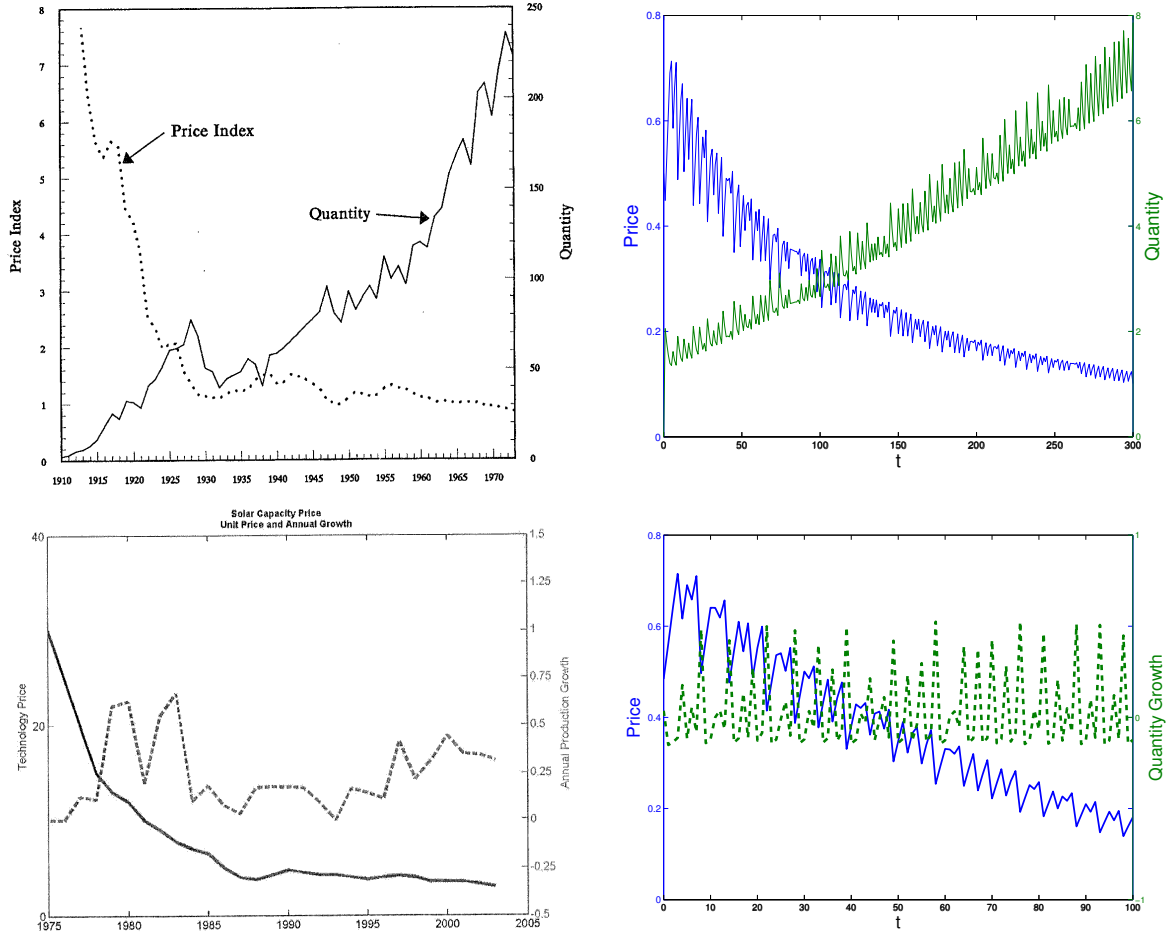 8
7
6
5
4
3
2
1
0
Price Index
Price Index
Quantity
250
200
150
100
50
0
Quantity
1910 1915 1920 1925 1930 1935 1940 1945 1950 1955 1960 1965 1970
0.8
0.6
0.4
0.2
0
Price
8
6
4
2
0
Quantity
0 50 100 150 200 250 300
t
Solar Capacity Price
Unit Price and Annual Growth
40
20
0
Technology Price
1.5
1.25
1
0.75
0.5
0.25
0
-0.25
-0.5
Annual Production Growth
1975 1980 1985 1990 1995 2000 2005
0.8
0.6
0.4
0.2
0
Price
1
0
−1
Quantity Growth
0 10 20 30 40 50 60 70 80 90 100
t